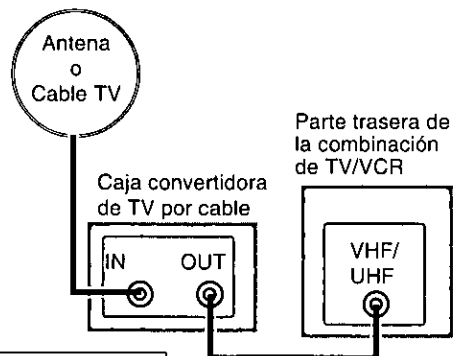 Antena
o
Cable TV
Parte trasera de
la combinación
de TV/VCR
Caja convertidora
de TV por cable
IN OUT
VHF/
UHF